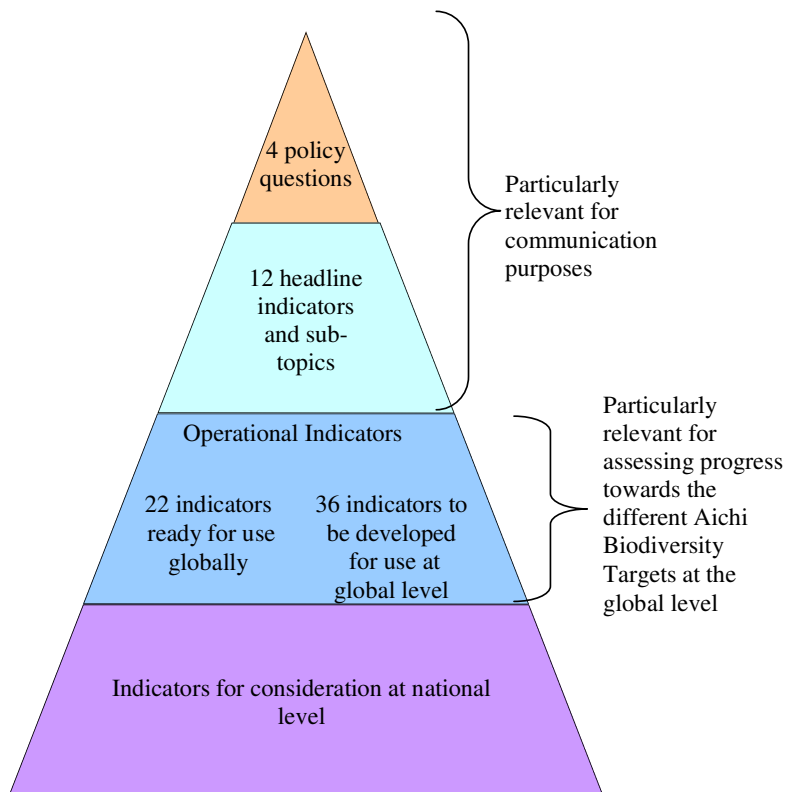 4 policy
questions
12 headline
indicators
and sub-
topics
Particularly
relevant for
communication
purposes
Operational Indicators
22 indicators
ready for use
globally
36 indicators to
be developed
for use at
global level
Particularly
relevant for
assessing progress
towards the
different Aichi
Biodiversity
Targets at the
global level
Indicators for consideration at national
level